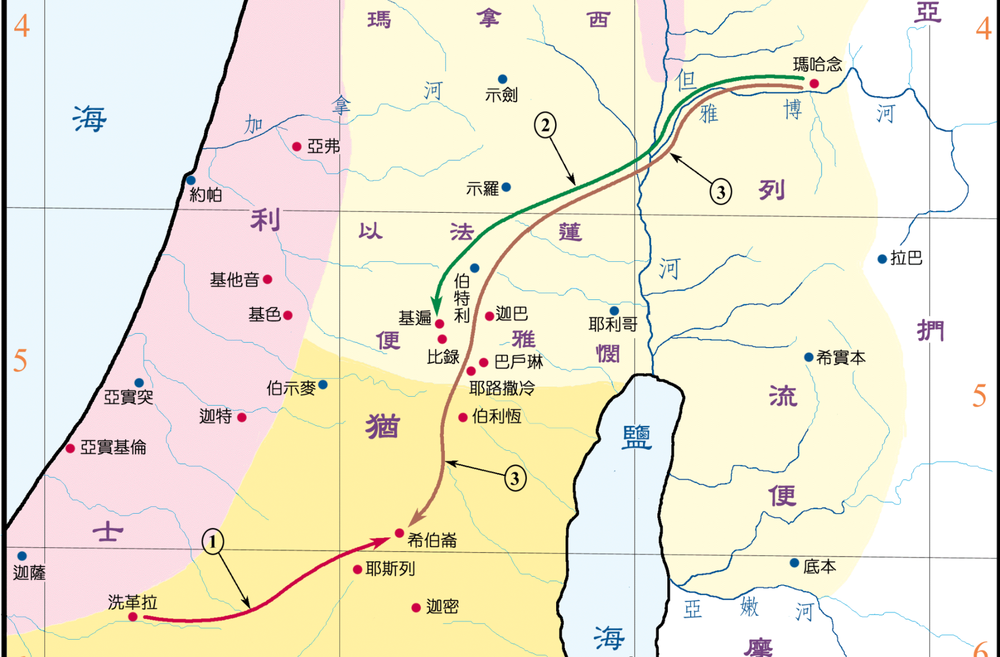 4
瑪拿西
亞
4
瑪哈念
但
示劍
河
拿
雅博河
海
加
2
亞弗
約帕
示羅
3
列
利
以法蓮
拉巴
河
基他音
伯特利
基色
基遍
迦巴
耶利哥
捫
便雅憫
比錄
巴戶琳
希實本
5
亞實突
伯示麥
耶路撒冷
流
5
迦特
伯利恆
猶
鹽
亞實基倫
3
便
士
1
希伯崙
迦薩
耶斯列
底本
洗革拉
迦密
亞嫩河
海
摩
6